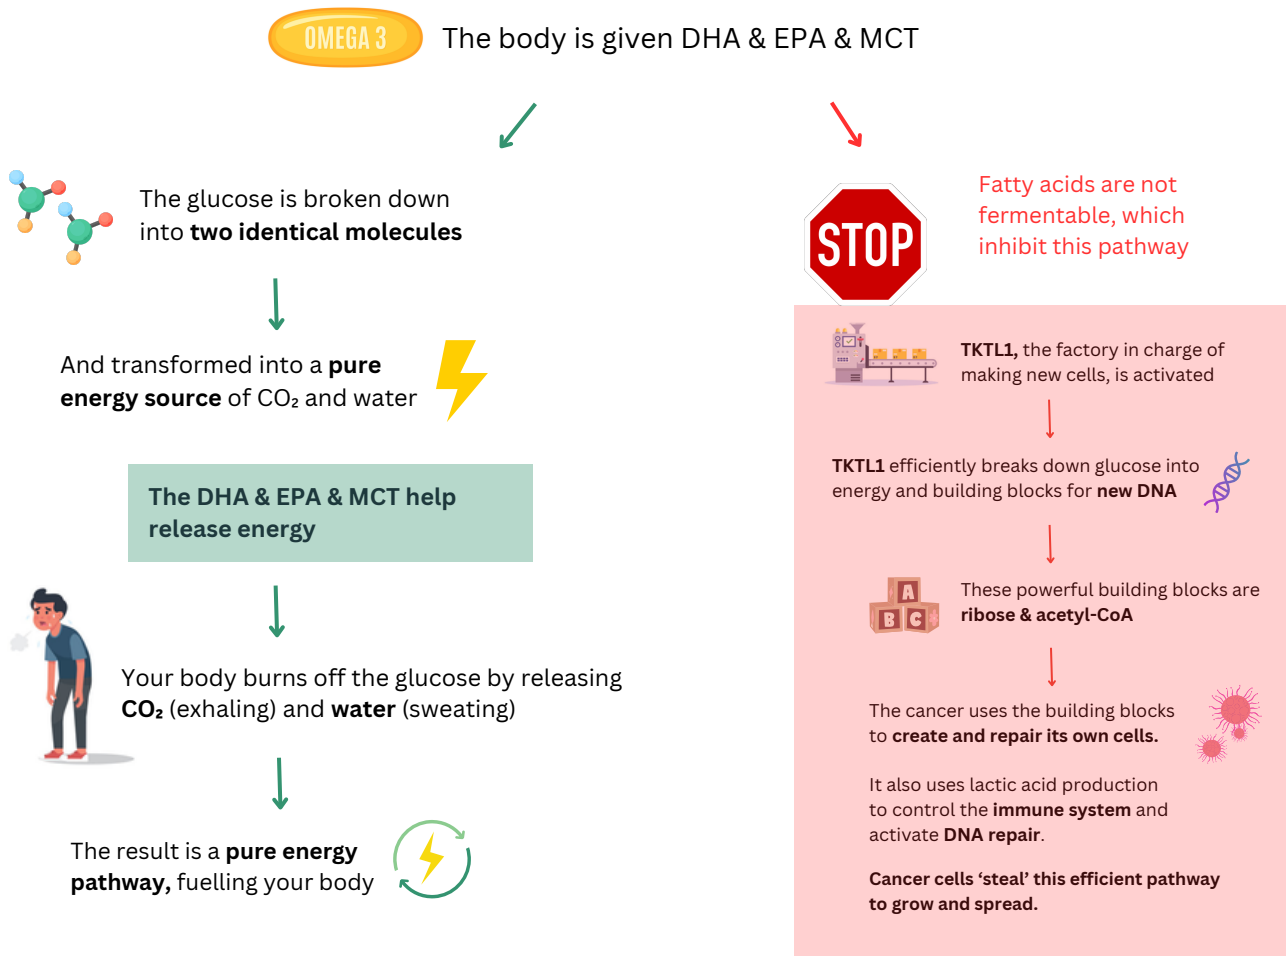 OMEGA 3
The body is given DHA & EPA & MCT
The glucose is broken down
into two identical molecules
And transformed into a pure
energy source of CO₂ and water
The DHA & EPA & MCT help
release energy
Your body burns off the glucose by releasing
CO₂ (exhaling) and water (sweating)
The result is a pure energy
pathway, fuelling your body
STOP
Fatty acids are not
fermentable, which
inhibit this pathway
TKTL1, the factory in charge of
making new cells, is activated
TKTL1 efficiently breaks down glucose into
energy and building blocks for new DNA
A
B C
These powerful building blocks are
ribose & acetyl-CoA
The cancer uses the building blocks
to create and repair its own cells.
It also uses lactic acid production
to control the immune system and
activate DNA repair.
Cancer cells ‘steal’ this efficient pathway
to grow and spread.